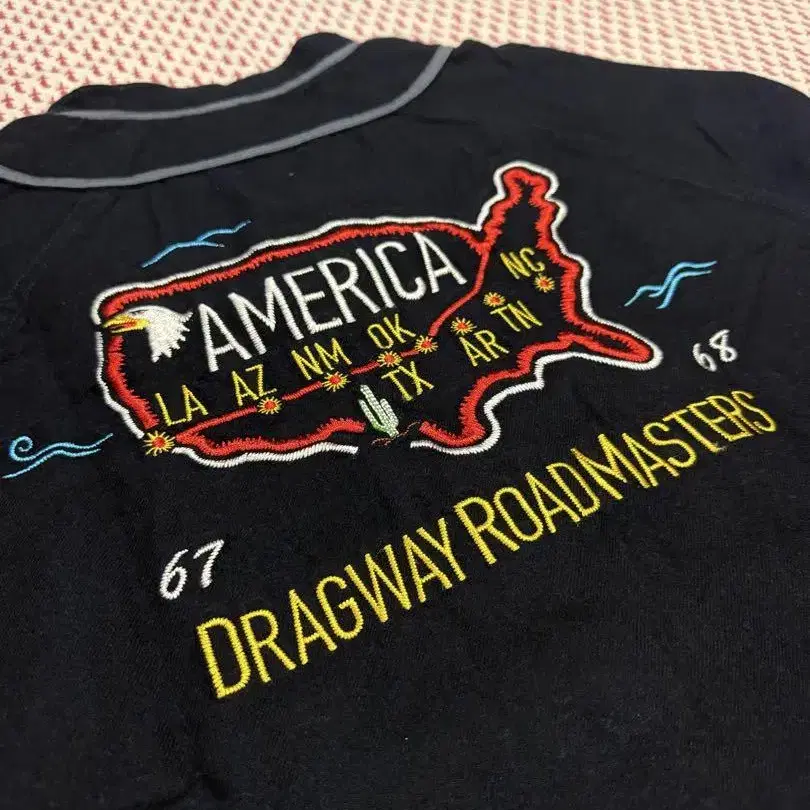 AMERICA
LA AZ NM OK TX AR TN NC
67 68
DRAGWAY ROADMASTERS